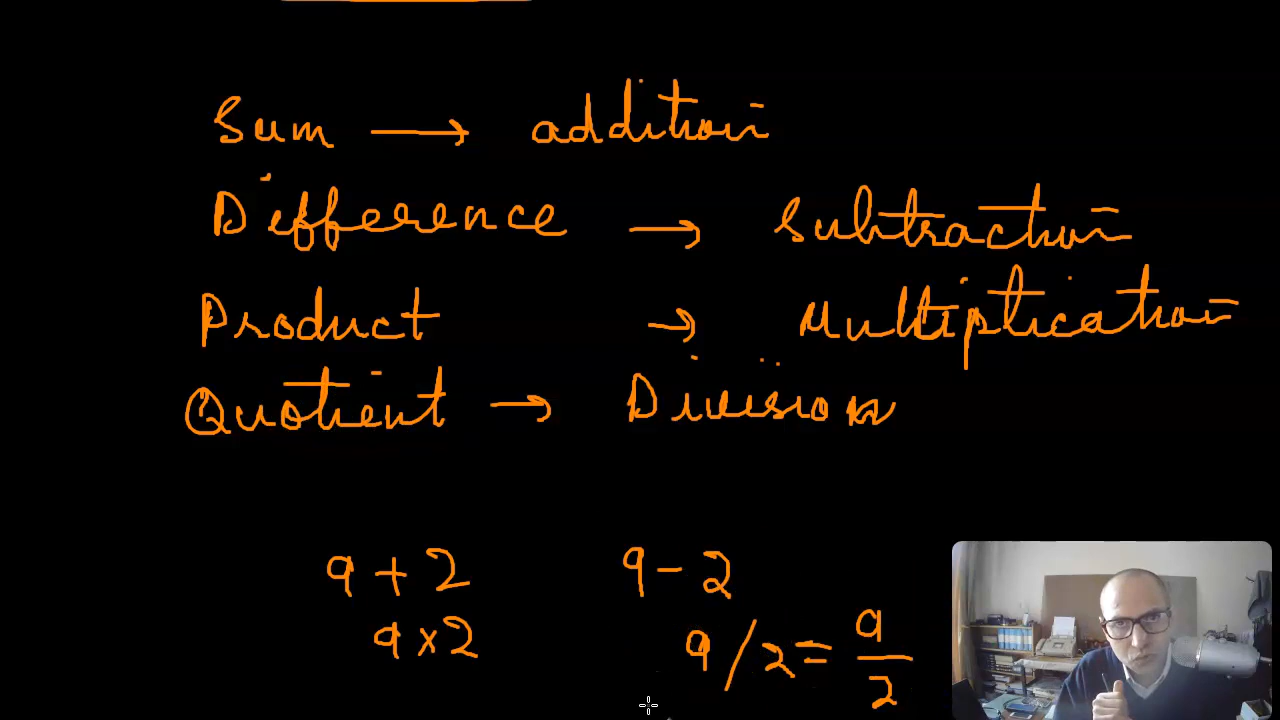 Sum → addition
Difference → Subtraction
Product → Multiplication
Quotient → Division
9 + 2 9 - 2
9 x 2 9 / 2 = 9/2